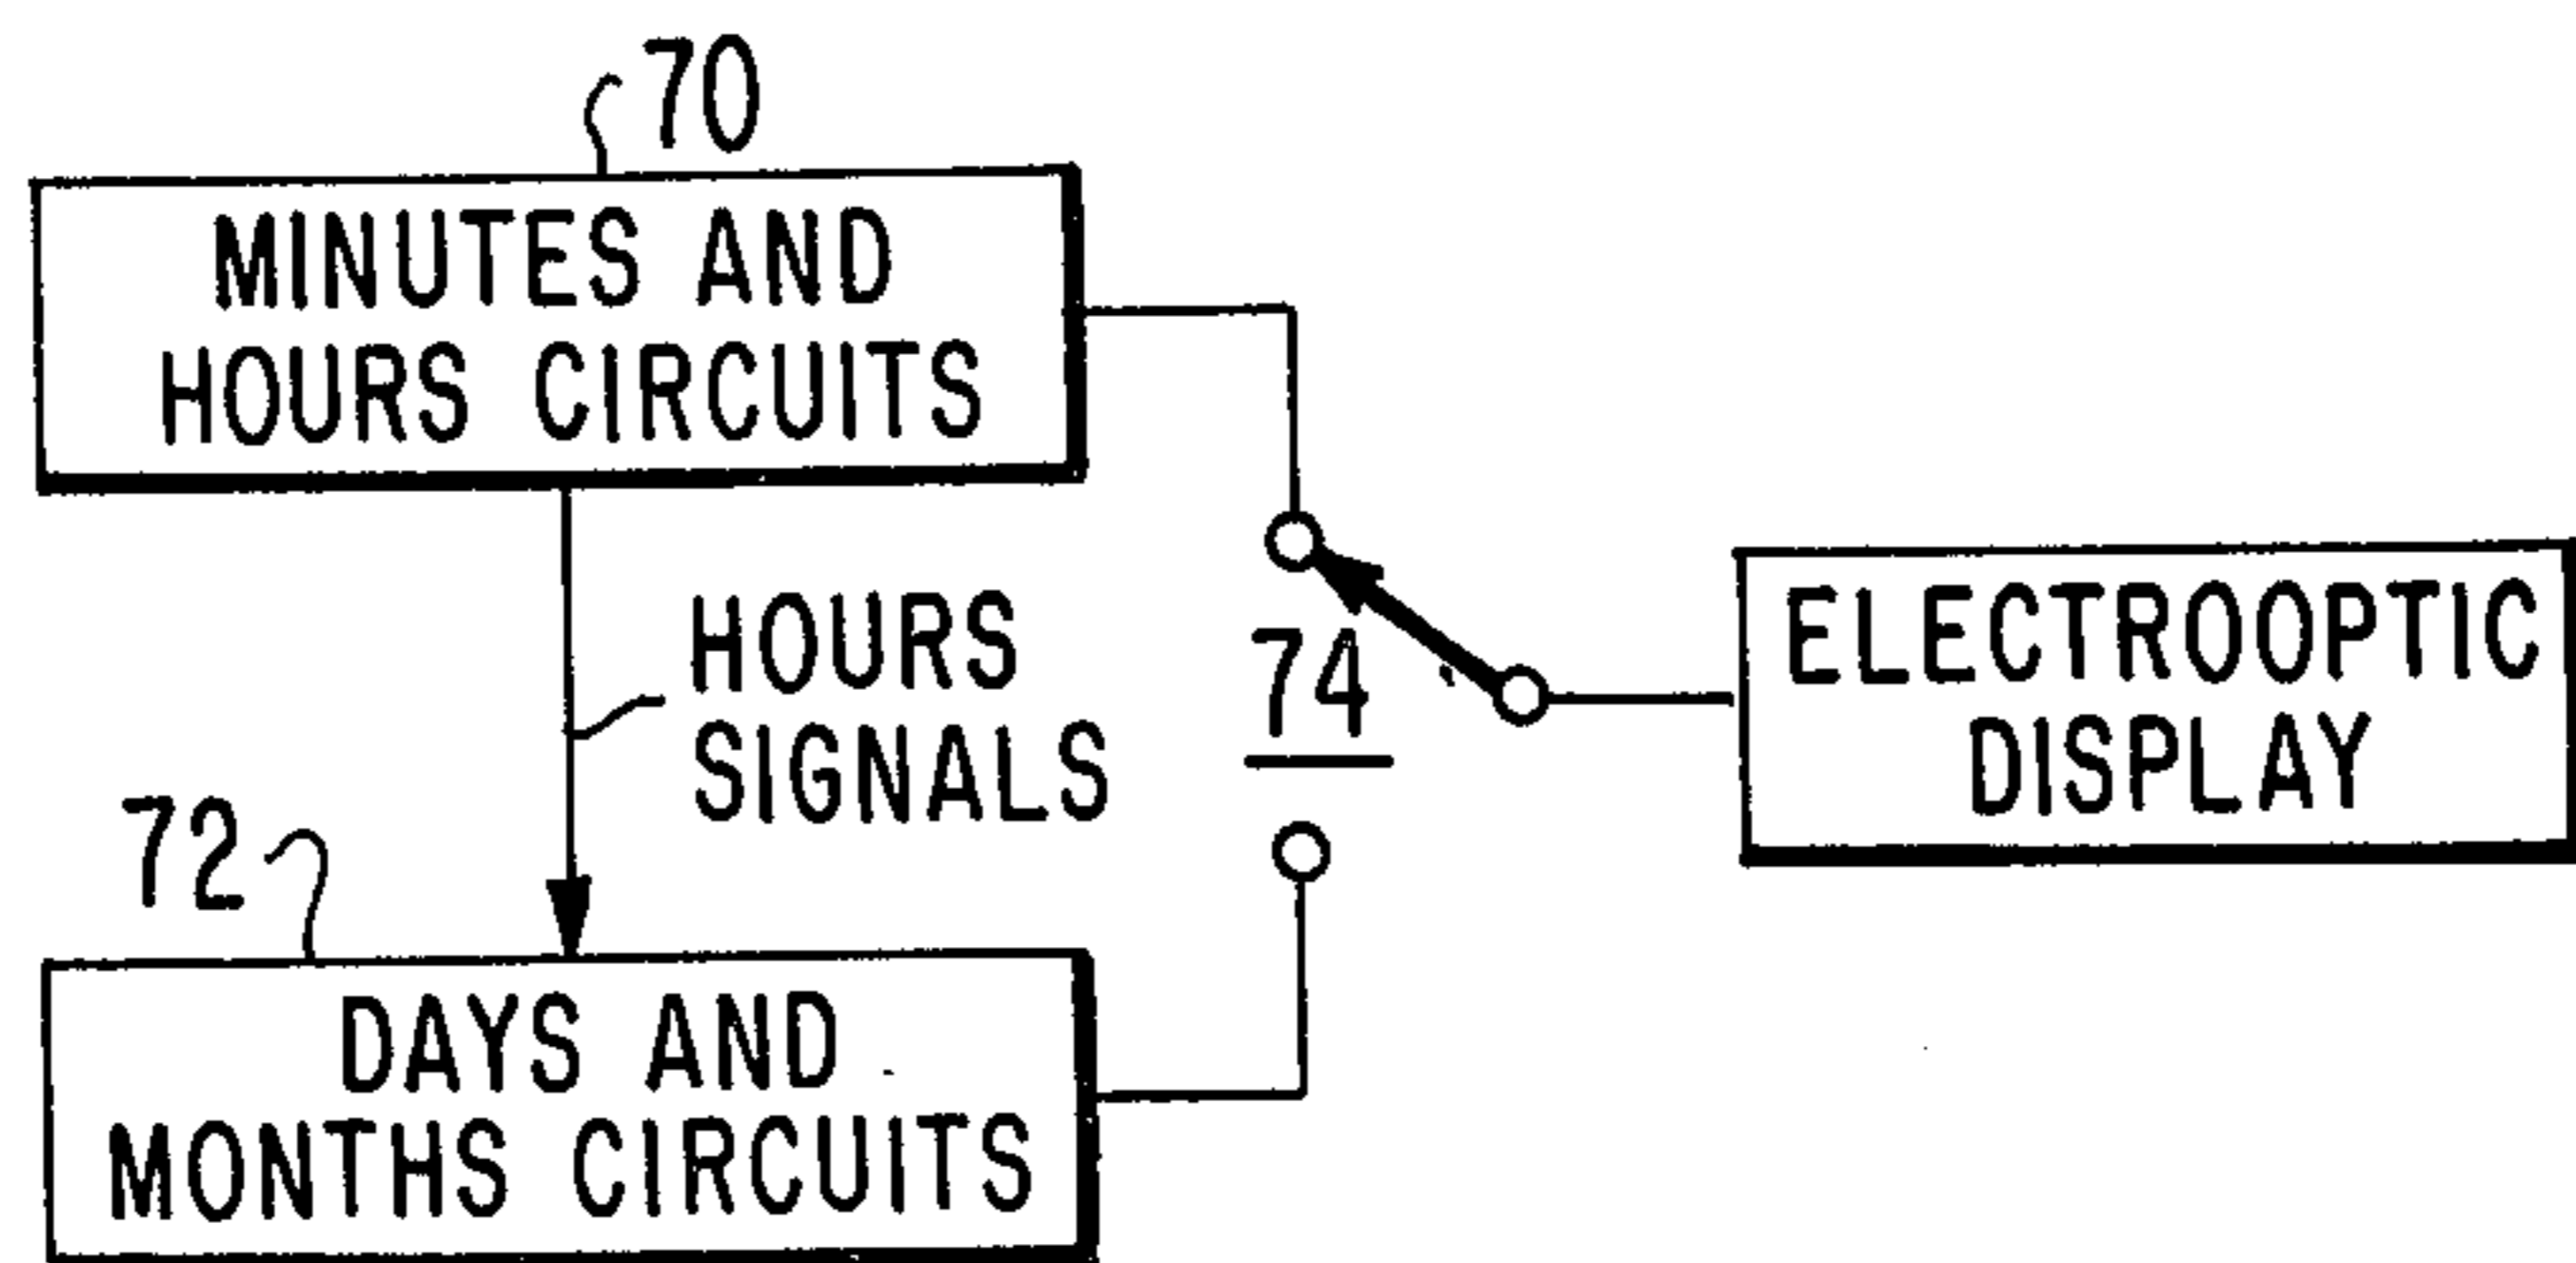 70
MINUTES AND
HOURS CIRCUITS
HOURS
SIGNALS
74
ELECTROOPTIC
DISPLAY
72
DAYS AND
MONTHS CIRCUITS